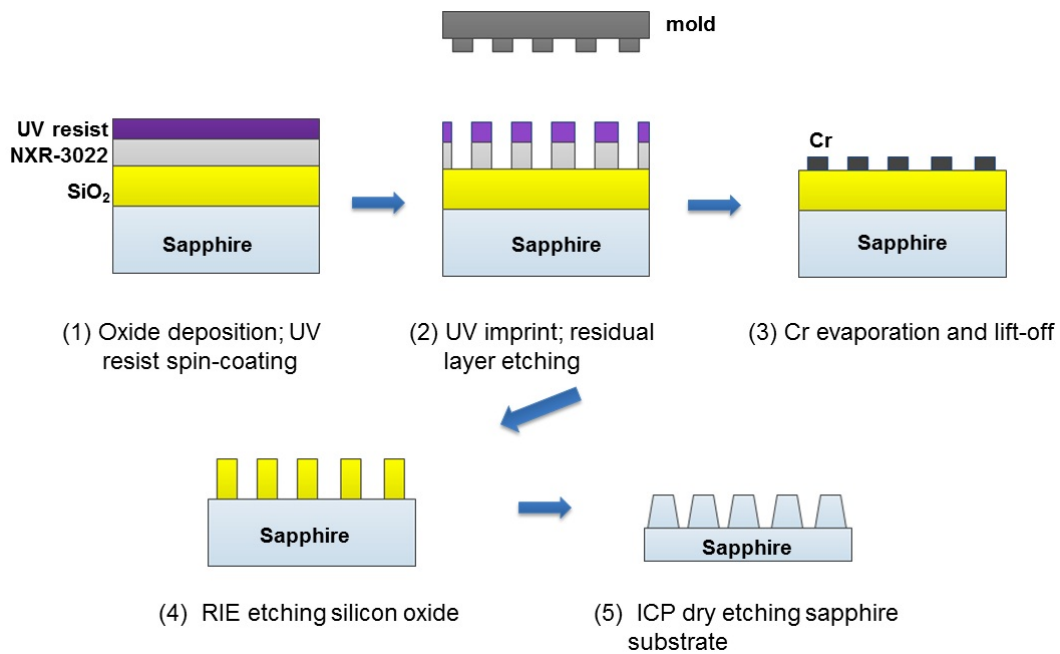 mold
UV resist
NXR-3022
SiO₂
Sapphire
Sapphire
Cr
Sapphire
(1) Oxide deposition; UV
resist spin-coating
(2) UV imprint; residual
layer etching
(3) Cr evaporation and lift-off
Sapphire
Sapphire
(4) RIE etching silicon oxide
(5) ICP dry etching sapphire
substrate